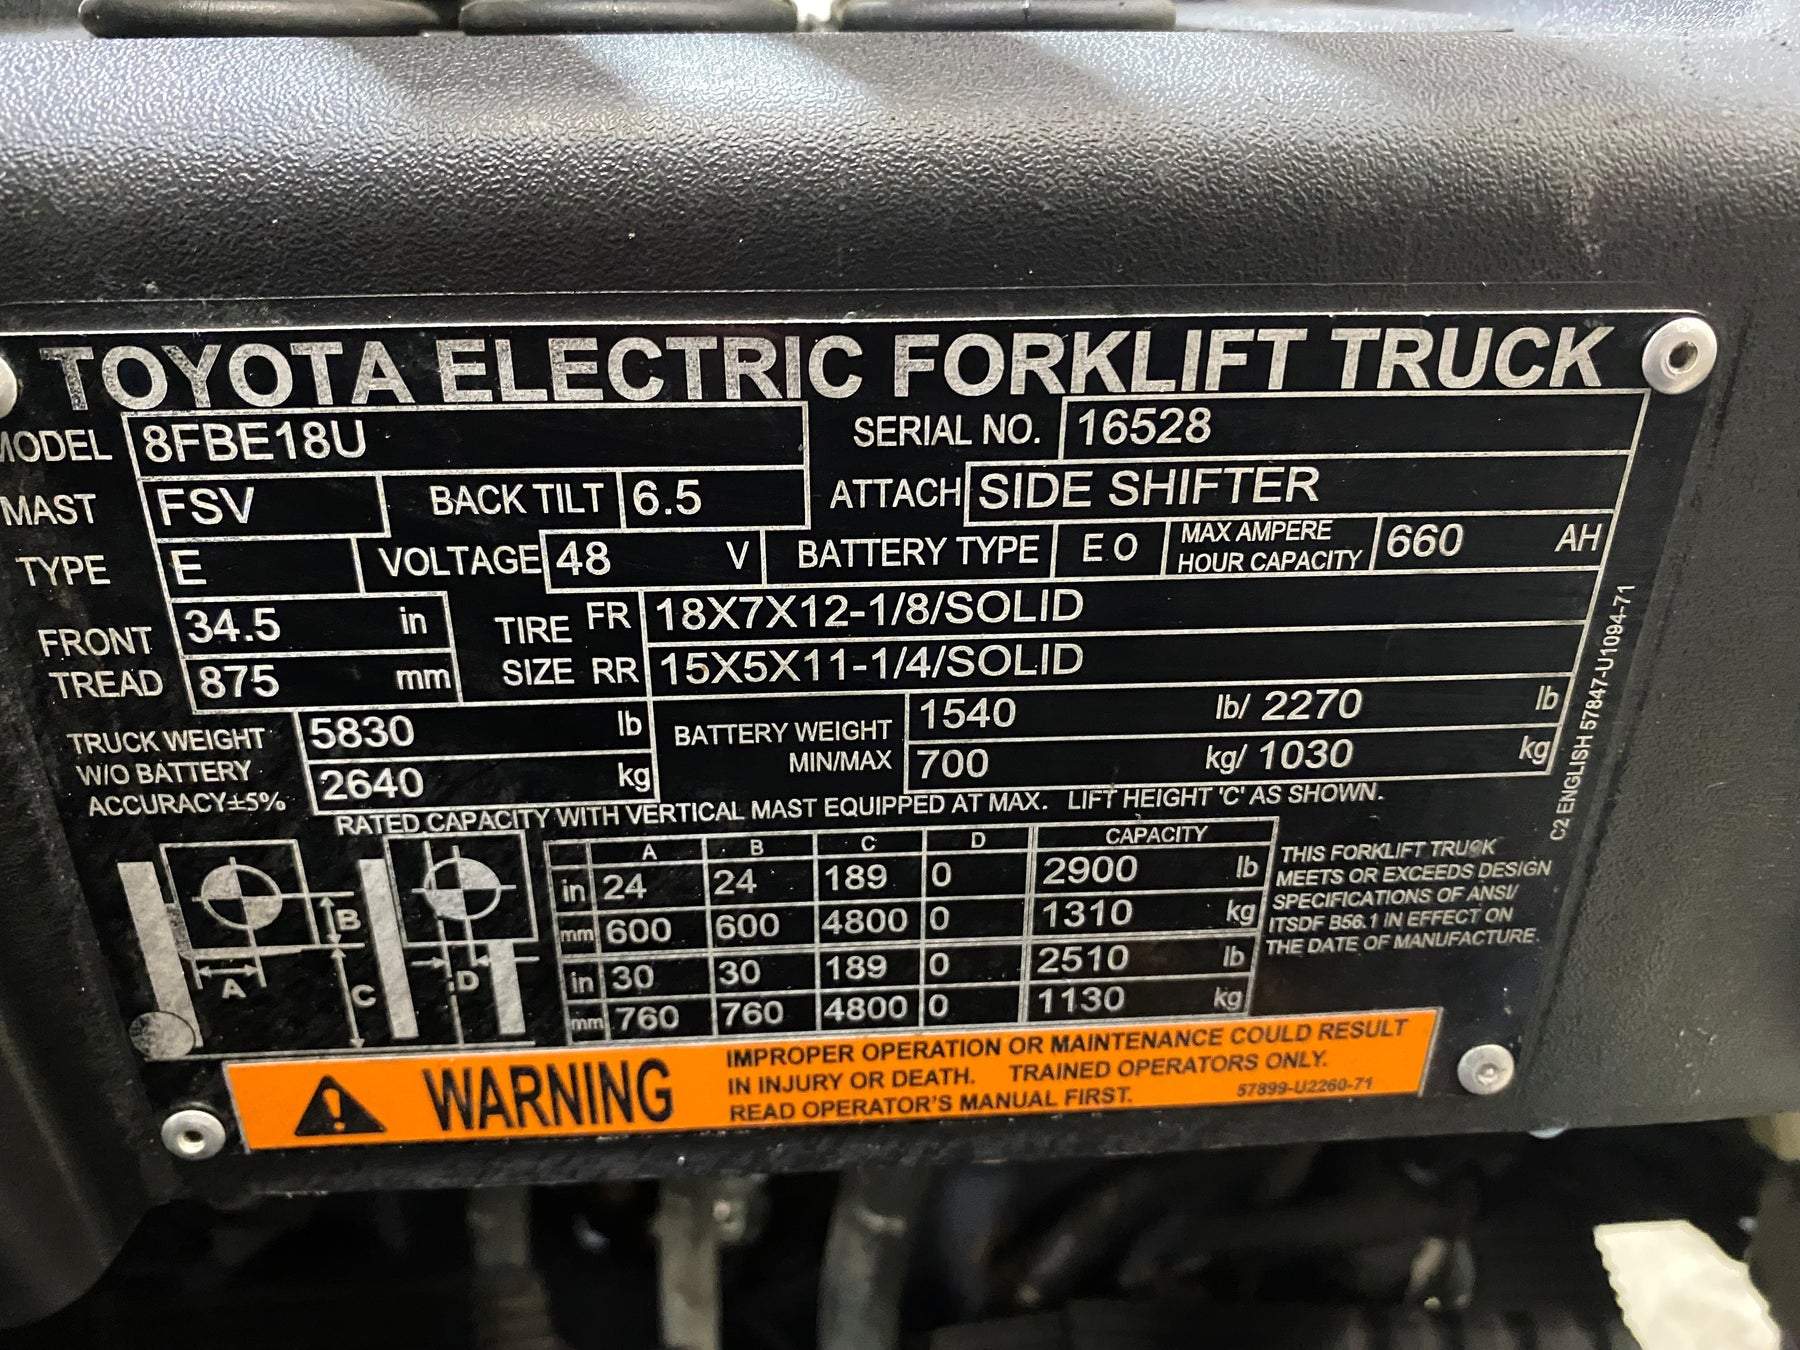 TOYOTA ELECTRIC FORKLIFT TRUCK
MODEL 8FBE18U SERIAL NO. 16528
MAST FSV BACK TILT 6.5 ATTACH SIDE SHIFTER
TYPE E VOLTAGE 48 V BATTERY TYPE E O MAX AMPERE HOUR CAPACITY 660 AH
FRONT TREAD 34.5 in TIRE SIZE FR 18X7X12-1/8/SOLID
875 mm RR 15X5X11-1/4/SOLID
TRUCK WEIGHT 5830 lb BATTERY WEIGHT 1540 lb/ 2270 lb
W/O BATTERY
ACCURACY±5% 2640 kg MIN/MAX 700 kg/ 1030 kg
RATED CAPACITY WITH VERTICAL MAST EQUIPPED AT MAX. LIFT HEIGHT 'C' AS SHOWN.
A B C D CAPACITY
in 24 24 189 0 2900 lb
mm 600 600 4800 0 1310 kg
in 30 30 189 0 2510 lb
mm 760 760 4800 0 1130 kg
B
A
C
D
THIS FORKLIFT TRUCK
MEETS OR EXCEEDS DESIGN
SPECIFICATIONS OF ANSI/
ITSDF B56.1 IN EFFECT ON
THE DATE OF MANUFACTURE.
C2 ENGLISH 57847-U1094-71
WARNING
IMPROPER OPERATION OR MAINTENANCE COULD RESULT
IN INJURY OR DEATH. TRAINED OPERATORS ONLY.
READ OPERATOR'S MANUAL FIRST. 57899-U2260-71